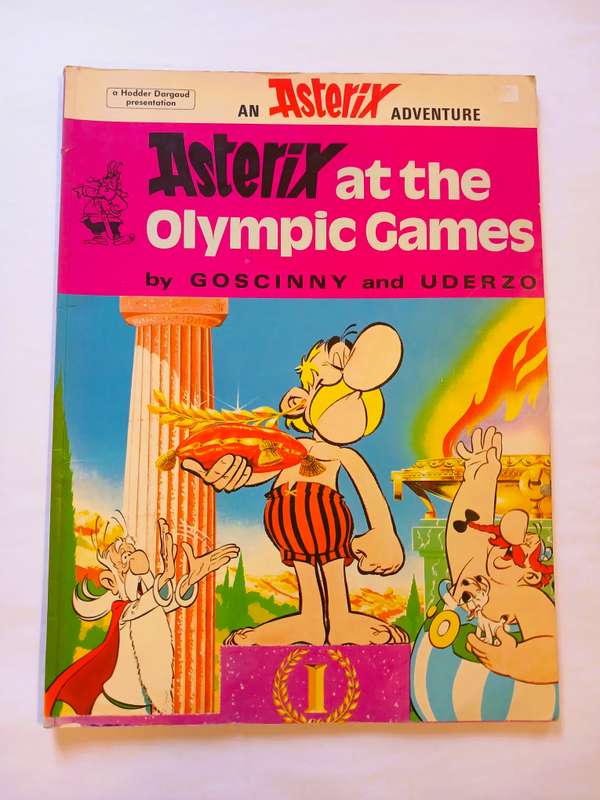 a Hodder Dargaud
presentation
AN Asterix ADVENTURE
Asterix at the
Olympic Games
by GOSCINNY and UDERZO
I